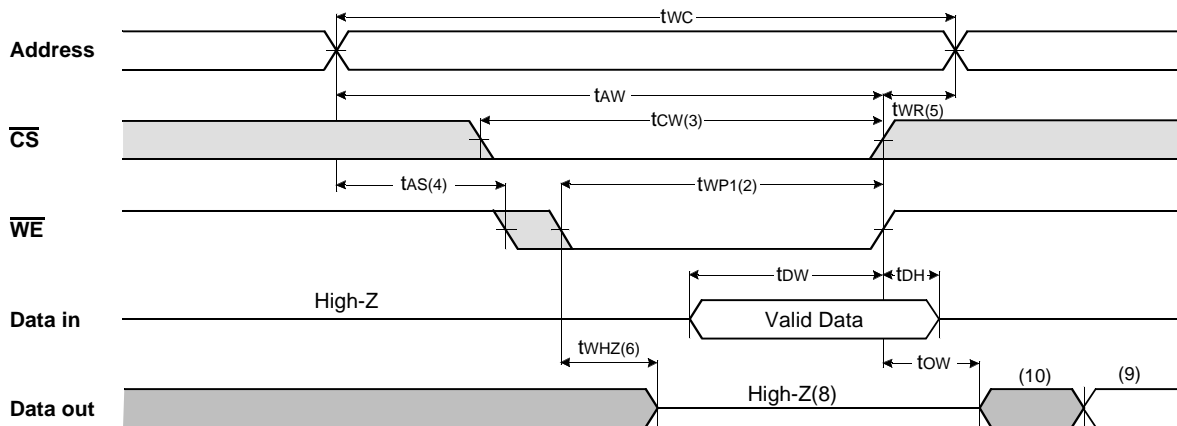 tWC
Address
tAW
tWR(5)
tCW(3)
CS
tAS(4)
tWP1(2)
WE
tDW
tDH
High-Z
Data in
Valid Data
tWHZ(6)
tOW
(10)
(9)
High-Z(8)
Data out